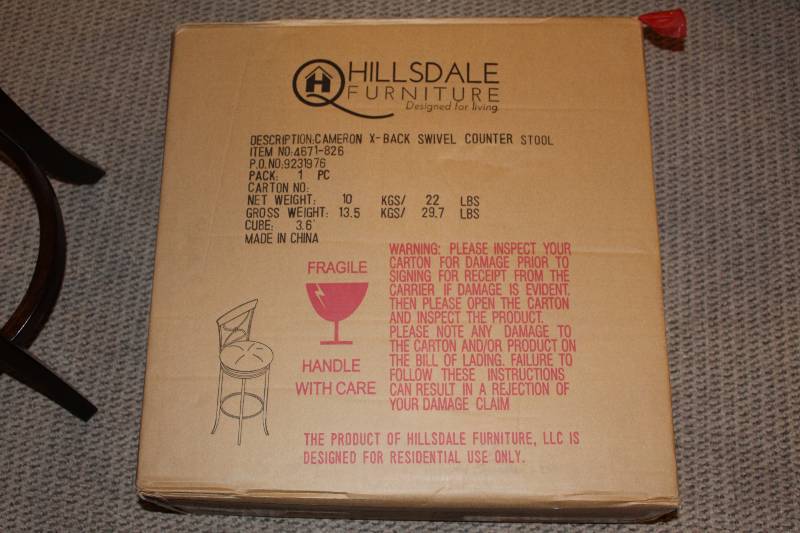 HILLSDALE
FURNITURE
Designed for living.
DESCRIPTION:CAMERON X-BACK SWIVEL COUNTER STOOL
ITEM NO:4671-826
P.O.NO:9231976
PACK: 1 PC
CARTON NO:
NET WEIGHT: 10 KGS/ 22 LBS
GROSS WEIGHT: 13.5 KGS/ 29.7 LBS
CUBE: 3.6'
MADE IN CHINA
FRAGILE
HANDLE
WITH CARE
WARNING: PLEASE INSPECT YOUR
CARTON FOR DAMAGE PRIOR TO
SIGNING FOR RECEIPT FROM THE
CARRIER IF DAMAGE IS EVIDENT,
THEN PLEASE OPEN THE CARTON
AND INSPECT THE PRODUCT.
PLEASE NOTE ANY DAMAGE TO
THE CARTON AND/OR PRODUCT ON
THE BILL OF LADING. FAILURE TO
FOLLOW THESE INSTRUCTIONS
CAN RESULT IN A REJECTION OF
YOUR DAMAGE CLAIM
THE PRODUCT OF HILLSDALE FURNITURE, LLC IS
DESIGNED FOR RESIDENTIAL USE ONLY.